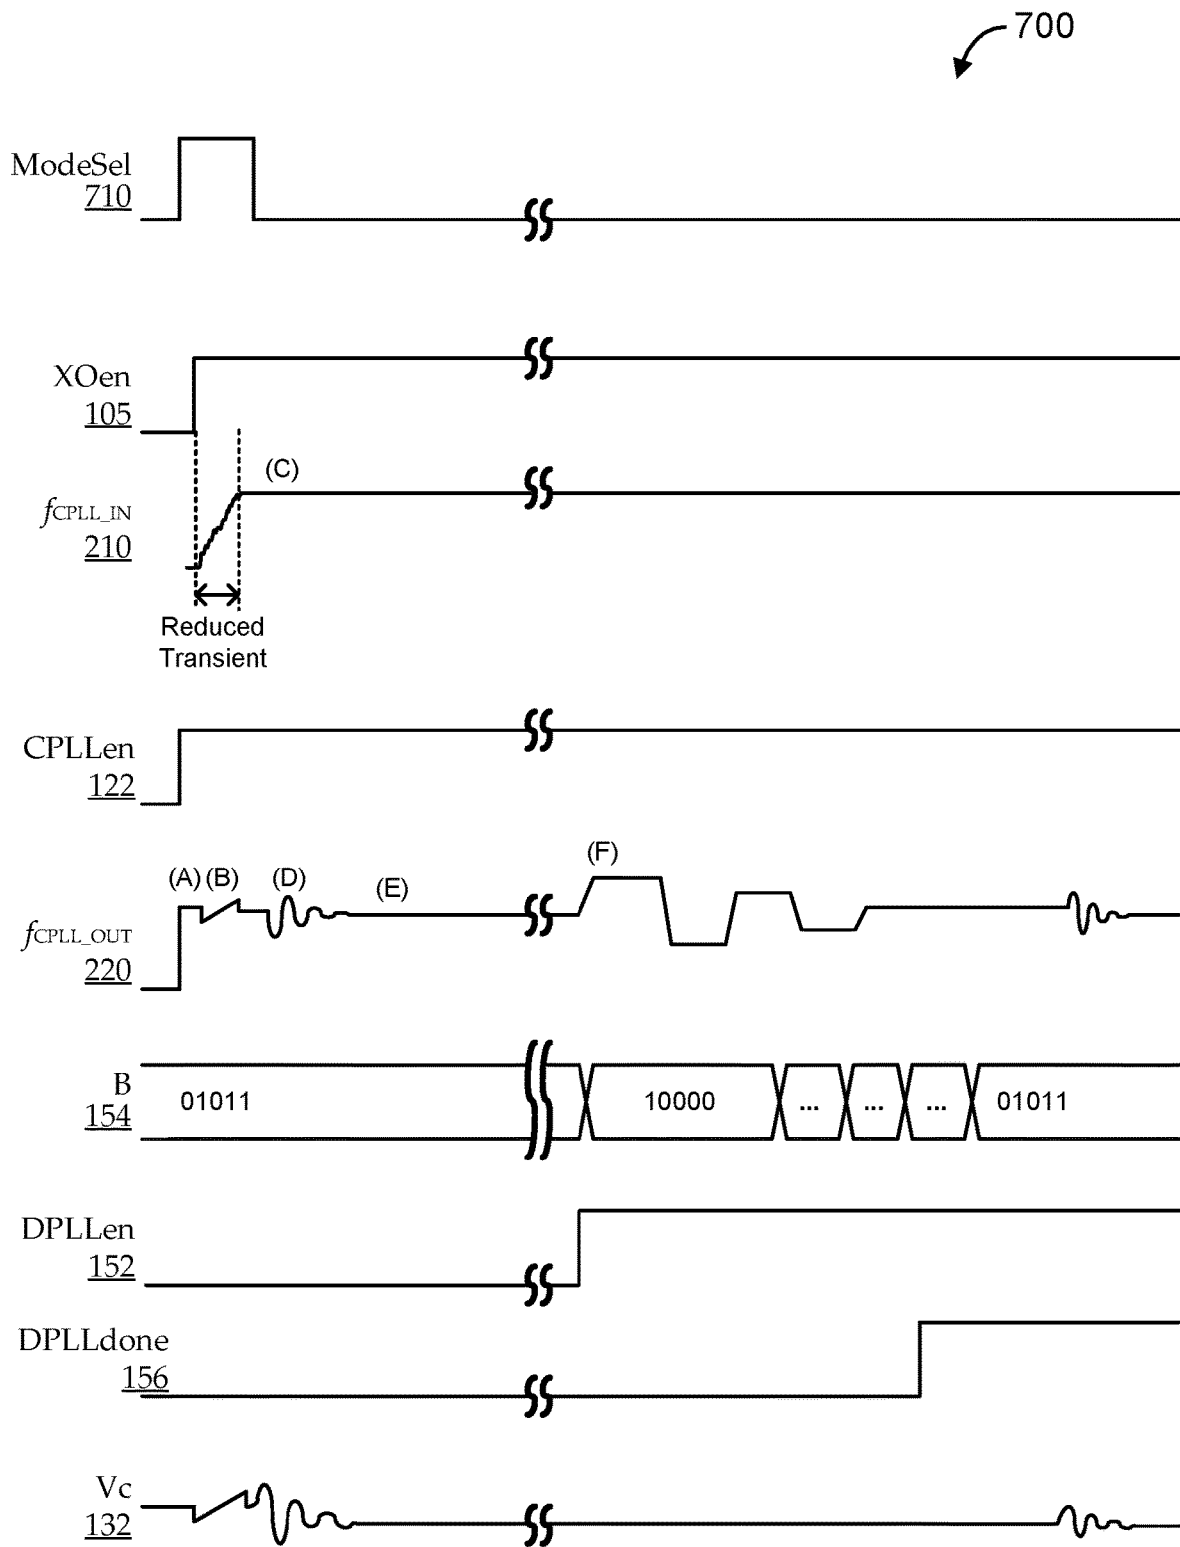 700
ModeSel
710
XOen
105
(C)
fCPLL_IN
210
Reduced
Transient
CPLLen
122
(A) (B) (D) (E) (F)
fCPLL_OUT
220
B
154
01011 10000 ... ... ... 01011
DPLLen
152
DPLLdone
156
Vc
132